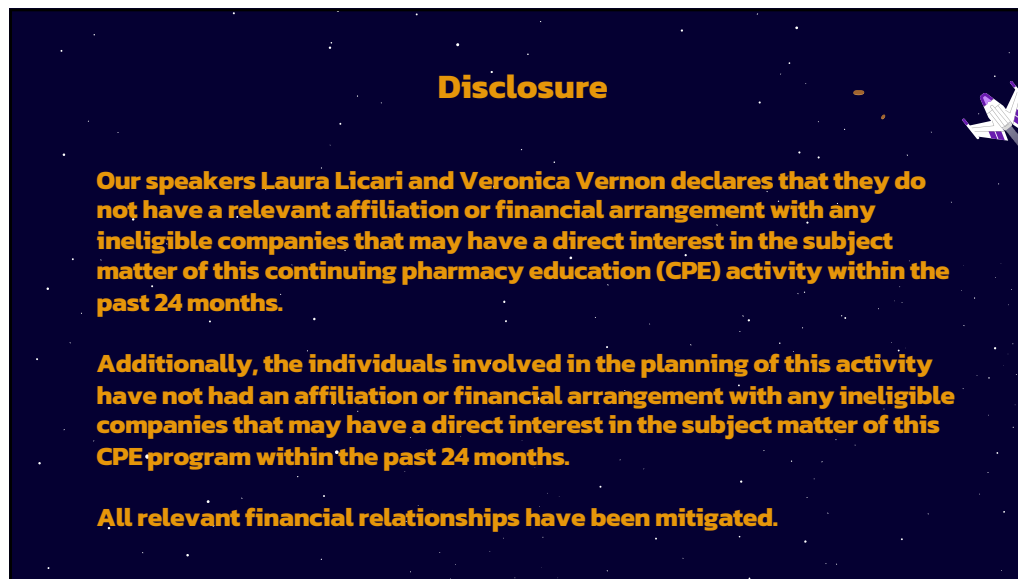 Disclosure
Our speakers Laura Licari and Veronica Vernon declares that they do
not have a relevant affiliation or financial arrangement with any
ineligible companies that may have a direct interest in the subject
matter of this continuing pharmacy education (CPE) activity within the
past 24 months.
Additionally, the individuals involved in the planning of this activity
have not had an affiliation or financial arrangement with any ineligible
companies that may have a direct interest in the subject matter of this
CPE program within the past 24 months.
All relevant financial relationships have been mitigated.